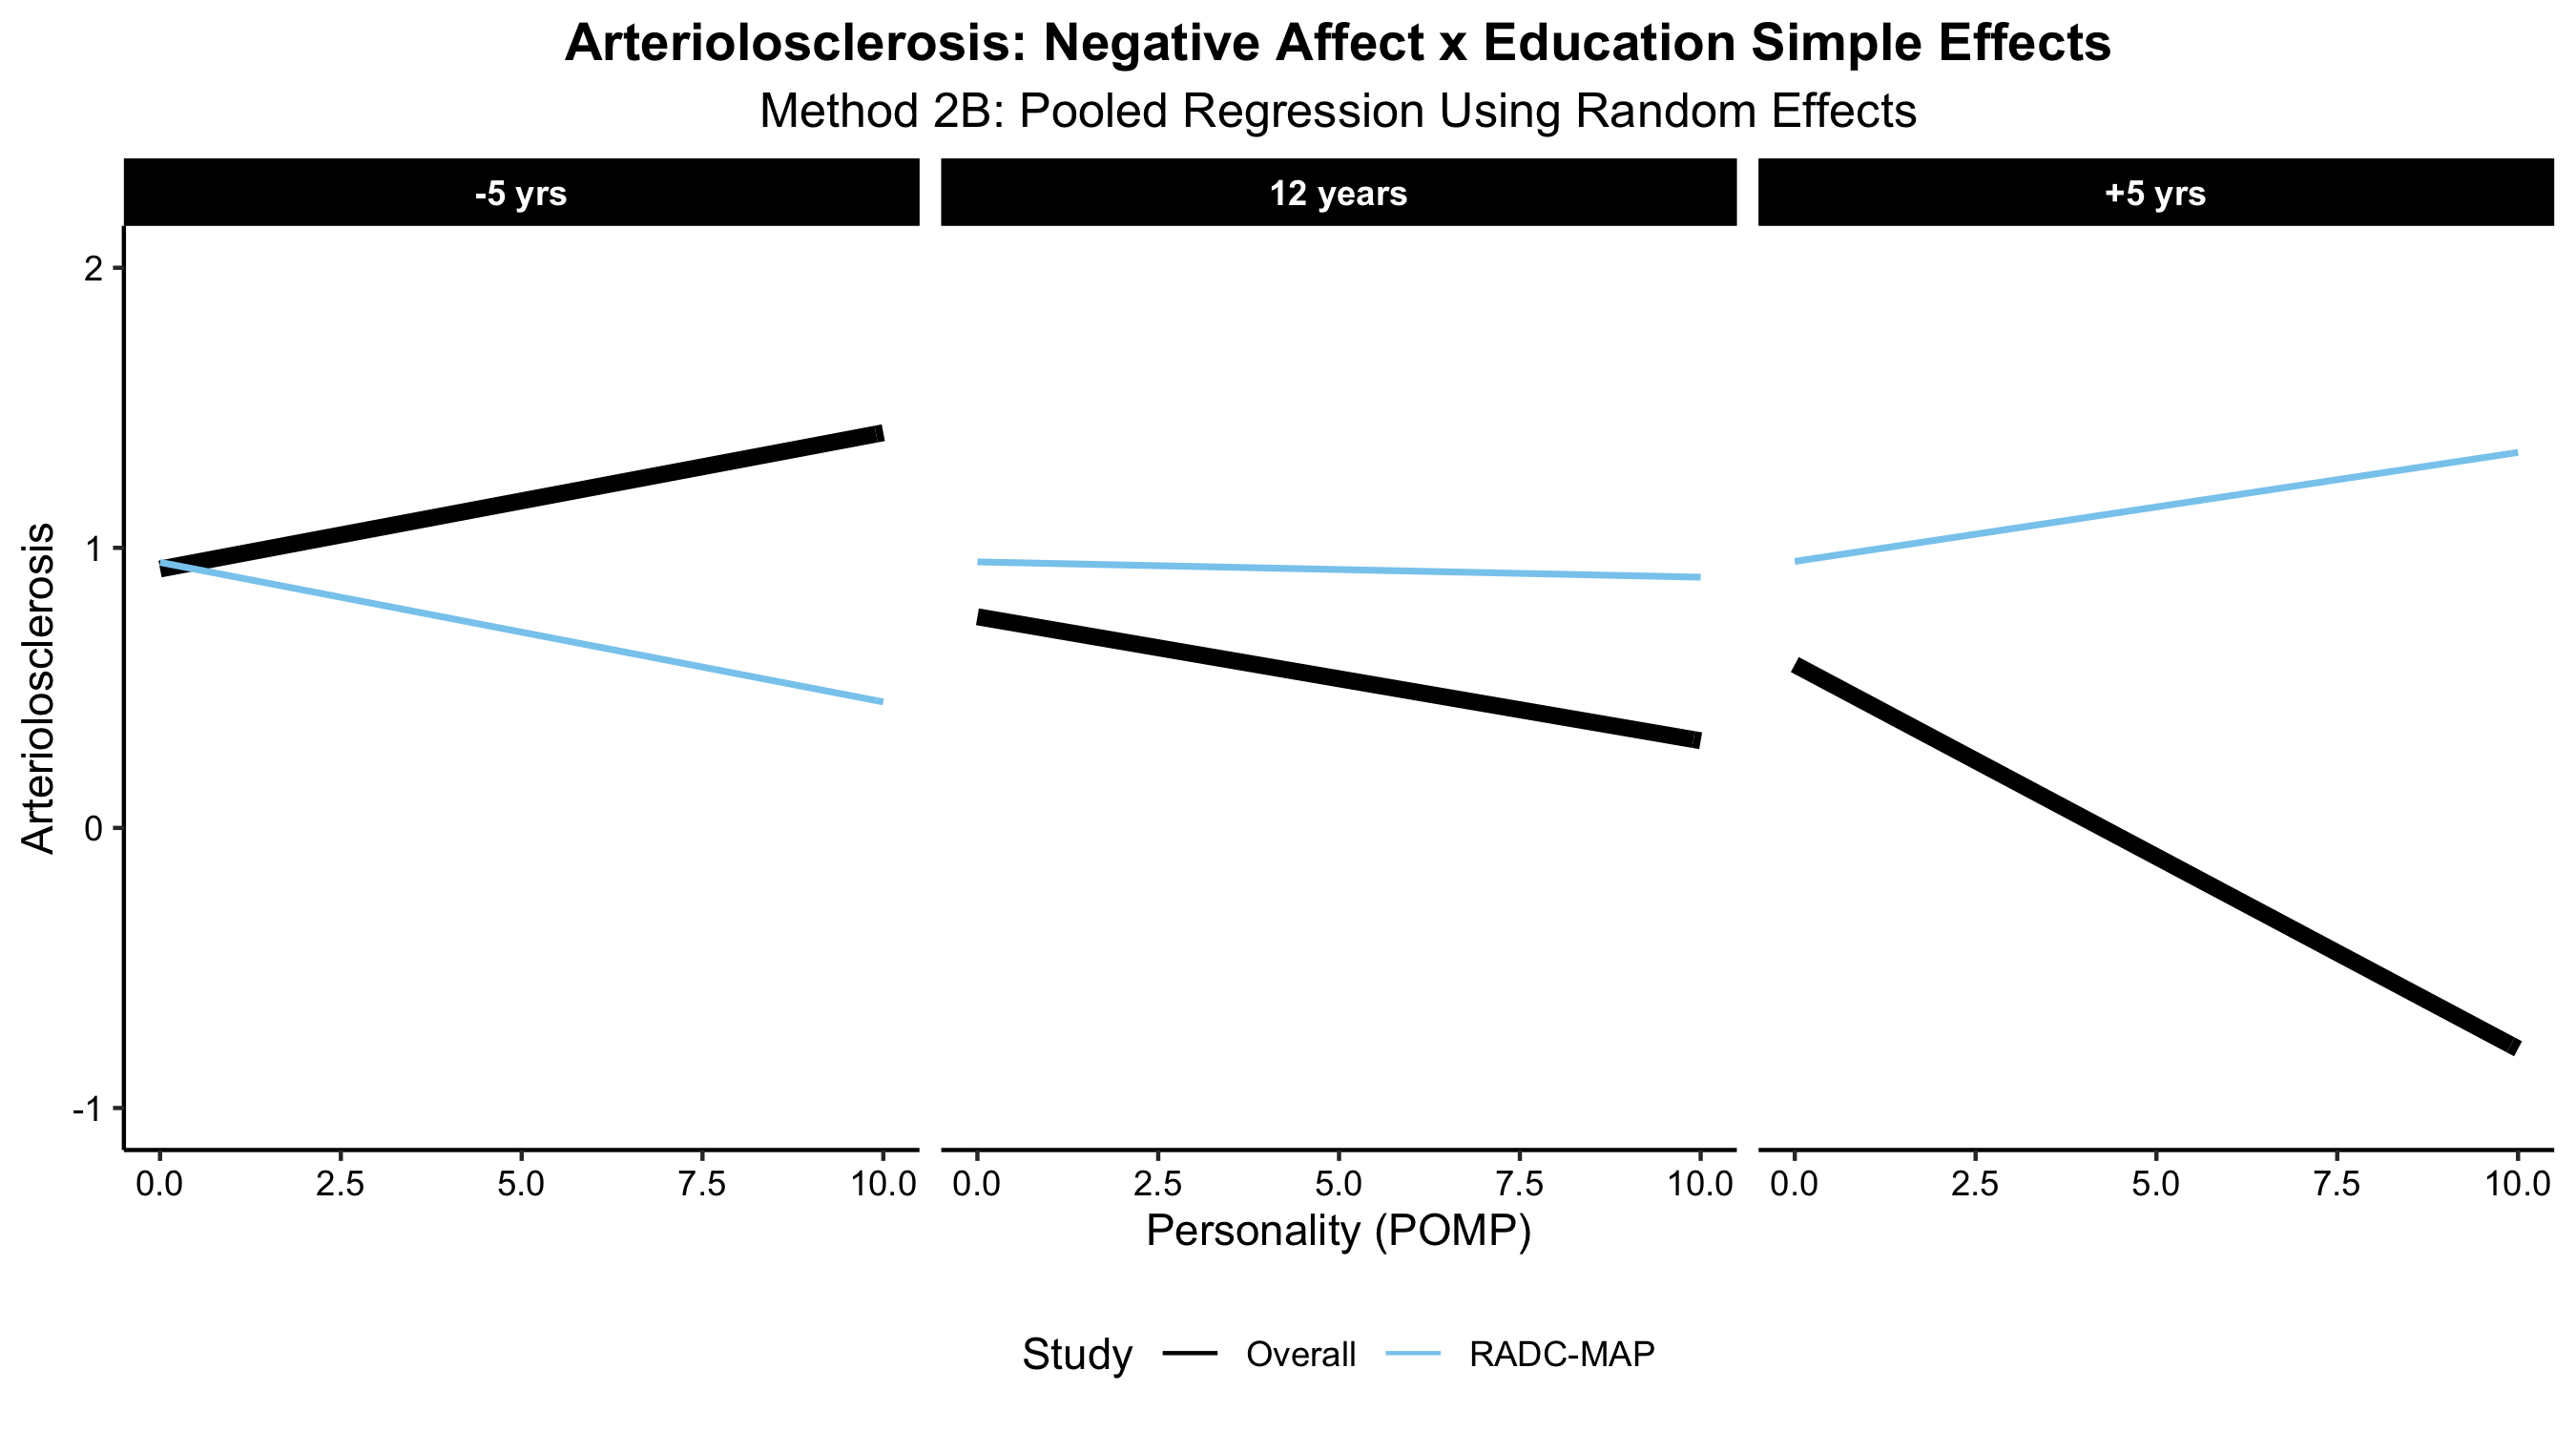 Arteriolosclerosis: Negative Affect x Education Simple Effects
Method 2B: Pooled Regression Using Random Effects
-5 yrs 12 years +5 yrs
Arteriolosclerosis
2
1
0
-1
0.0 2.5 5.0 7.5 10.0 0.0 2.5 5.0 7.5 10.0 0.0 2.5 5.0 7.5 10.0
Personality (POMP)
Study Overall RADC-MAP